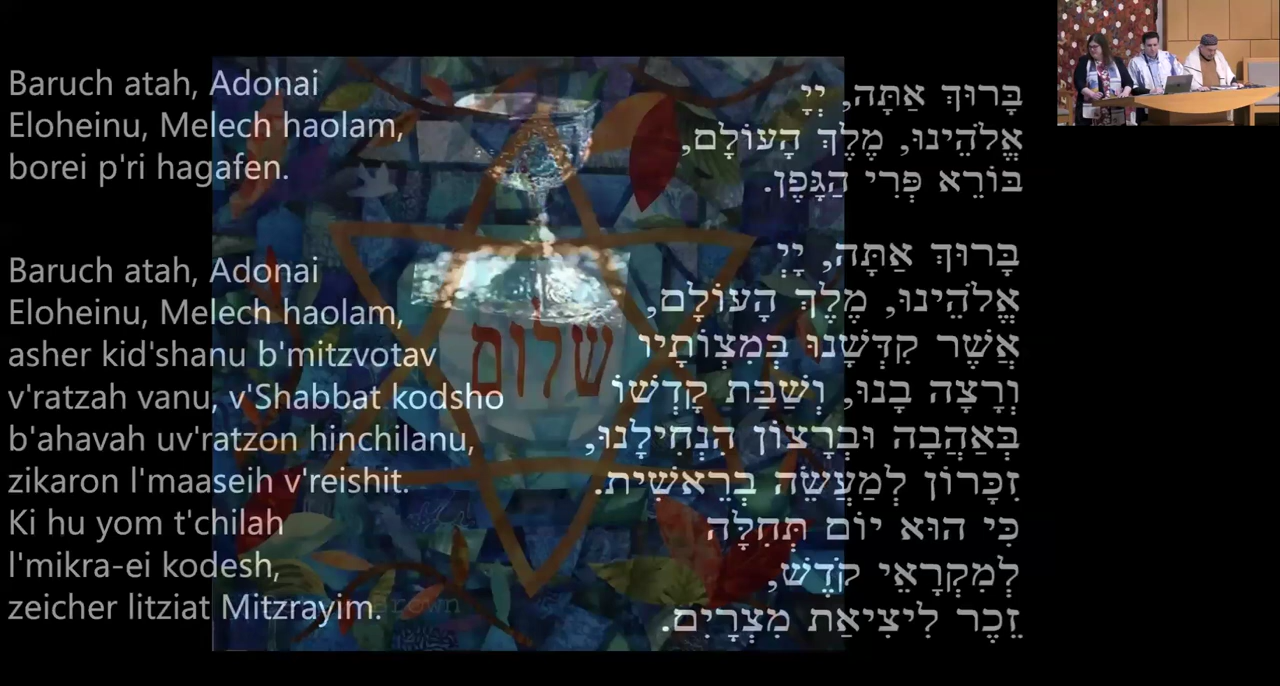 Baruch atah, Adonai
Eloheinu, Melech haolam,
borei p'ri hagafen.
Baruch atah, Adonai
Eloheinu, Melech haolam,
asher kid'shanu b'mitzvotav
v'ratzah vanu, v'Shabbat kodsho
b'ahavah uv'ratzon hinchilanu,
zikaron l'maaseih v'reishit.
Ki hu yom t'chilah
l'mikra-ei kodesh,
zeicher litziat Mitzrayim.
שלום
בָּרוּךְ אַתָּה, יְיָ
אֱלֹהֵינוּ, מֶלֶךְ הָעוֹלָם,
בּוֹרֵא פְּרִי הַגָּפֶן.
בָּרוּךְ אַתָּה, יְיָ
אֱלֹהֵינוּ, מֶלֶךְ הָעוֹלָם,
אֲשֶׁר קִדְּשָׁנוּ בְּמִצְוֹתָיו
וְרָצָה בָנוּ, וְשַׁבַּת קָדְשׁוֹ
בְּאַהֲבָה וּבְרָצוֹן הִנְחִילָנוּ,
זִכָּרוֹן לְמַעֲשֵׂה בְרֵאשִׁית.
כִּי הוּא יוֹם תְּחִלָּה
לְמִקְרָאֵי קֹדֶשׁ,
זֵכֶר לִיצִיאַת מִצְרָיִם.